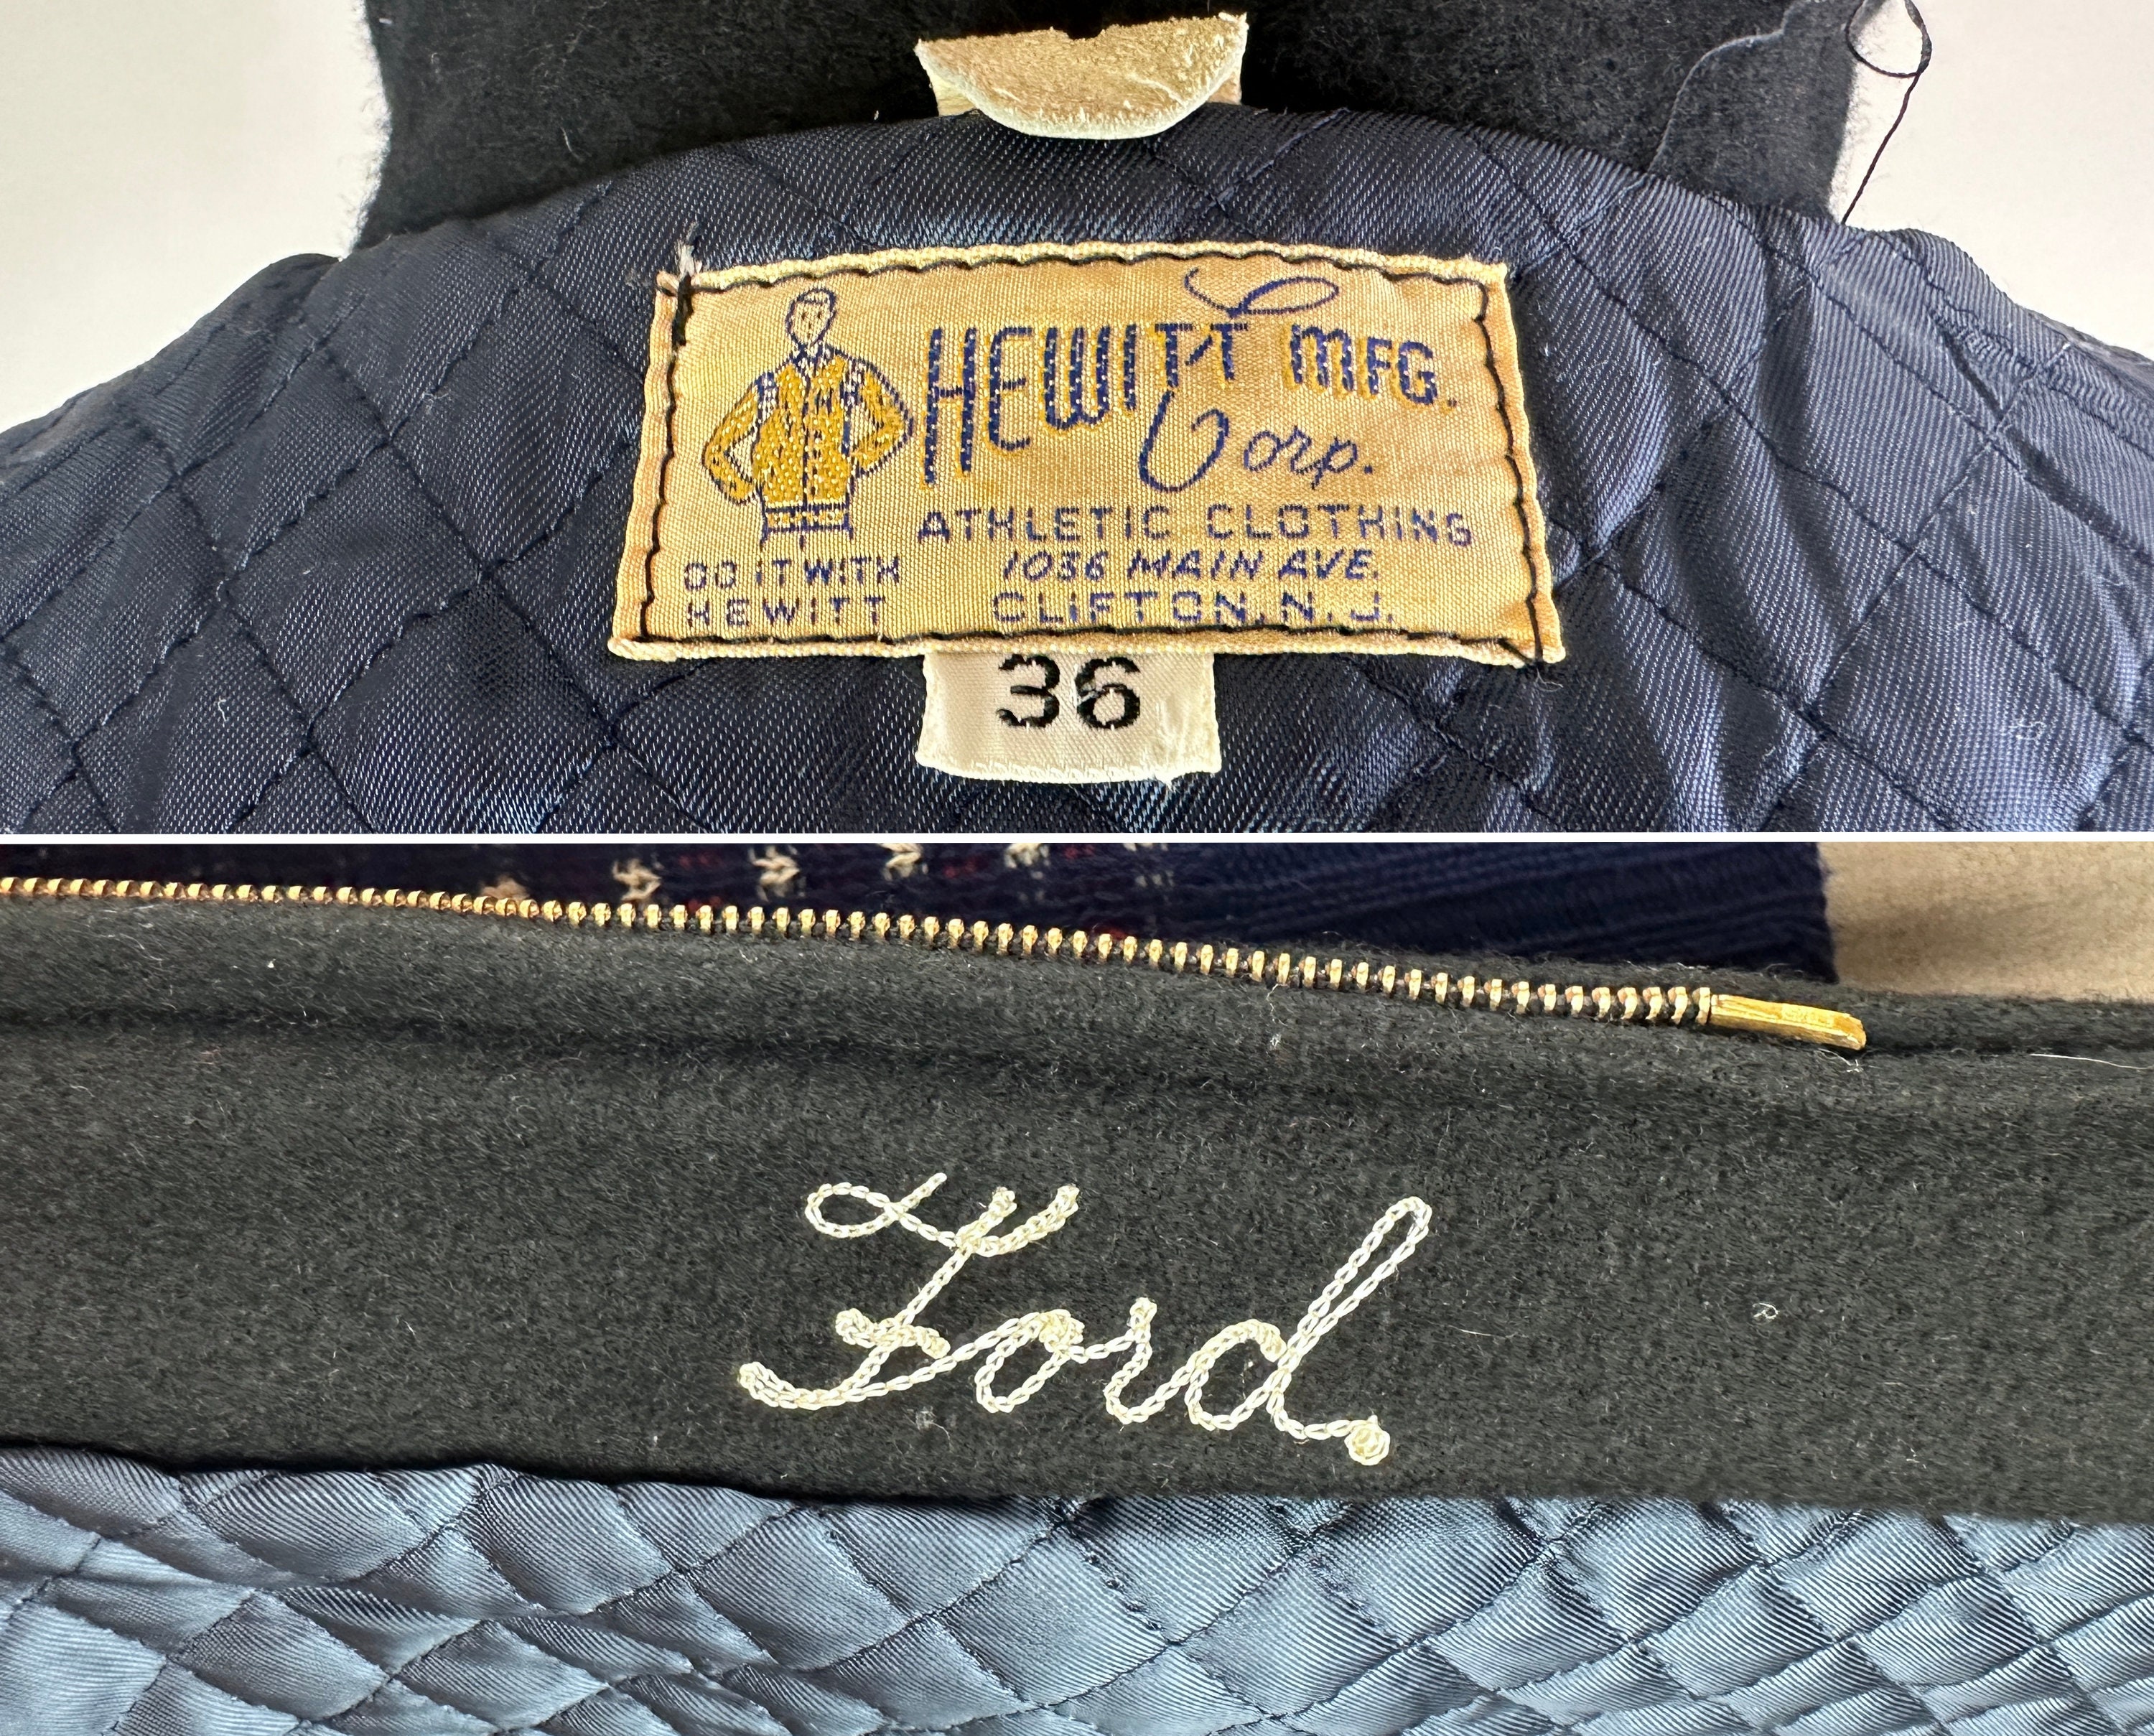 HEWITT MFG.
Corp.
ATHLETIC CLOTHING
1036 MAIN AVE.
CLIFTON, N.J.
DO IT WITH
HEWITT
36
Ford.